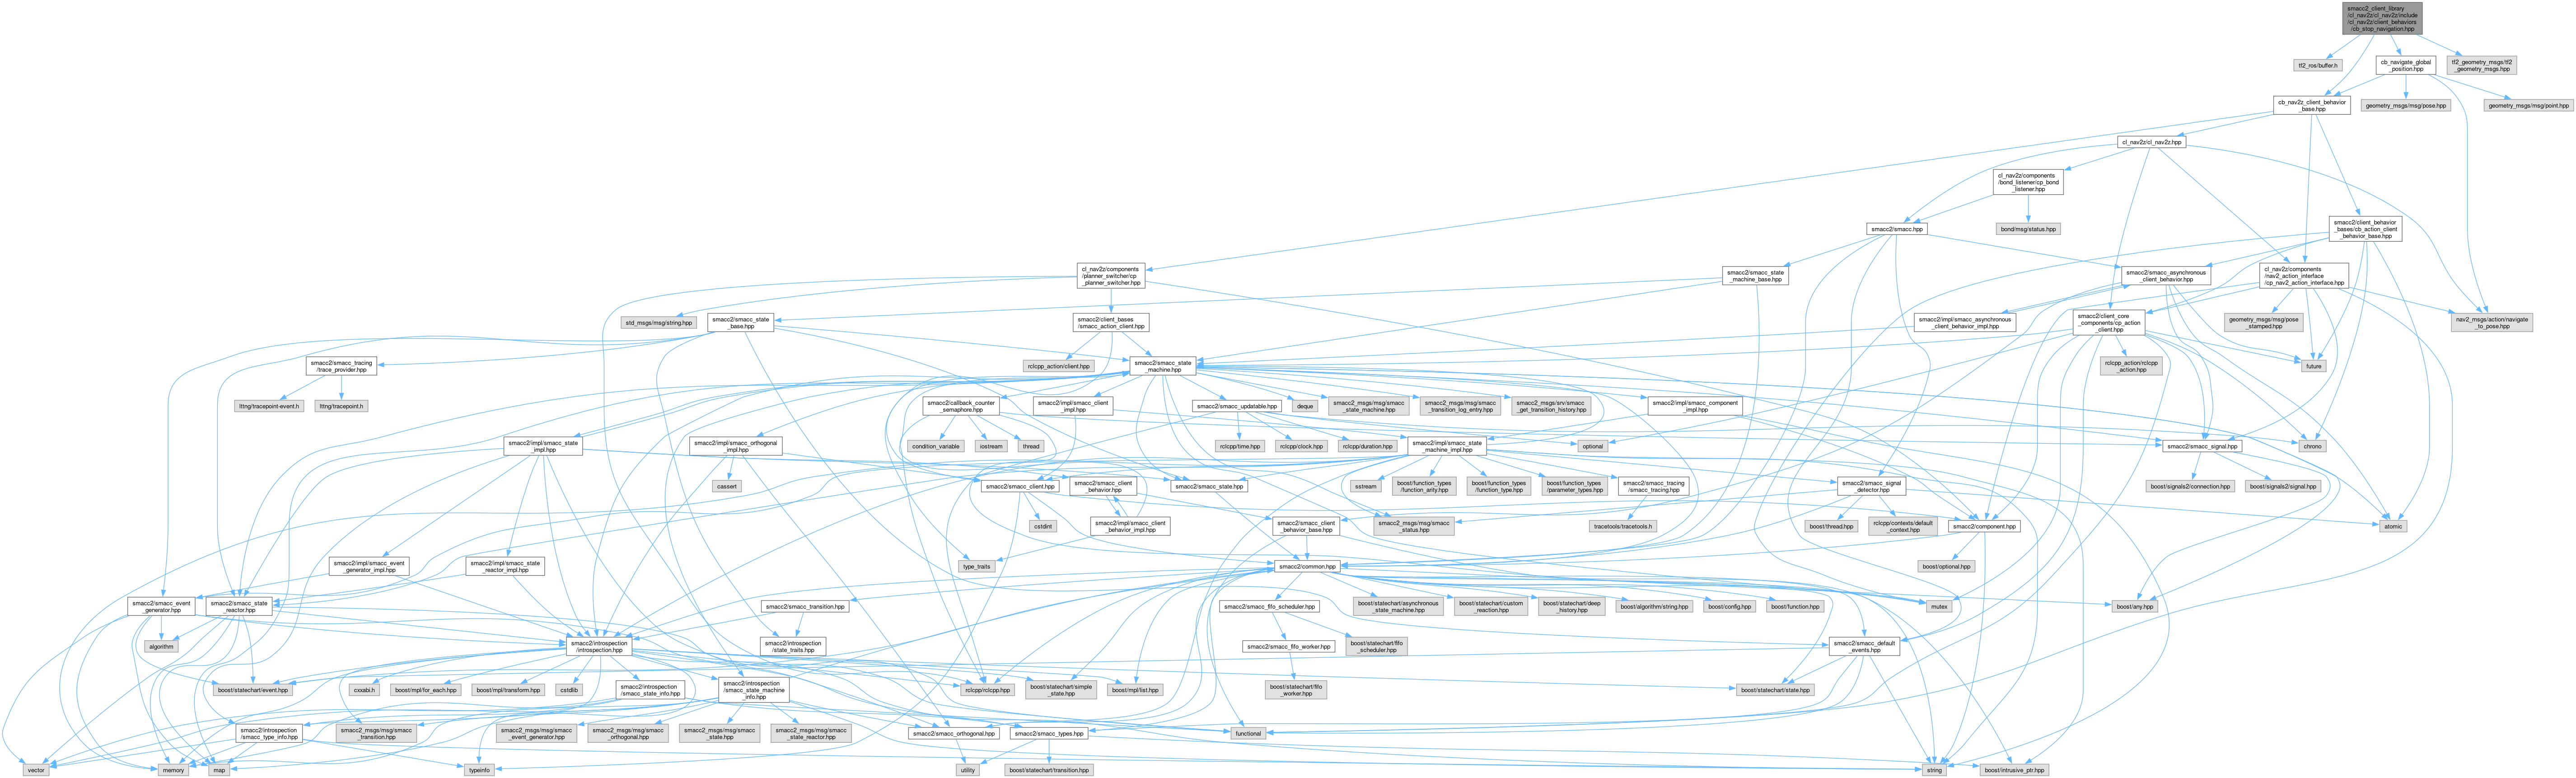 smacc2_client_library
/cl_nav2z/cl_nav2z/include
/cl_nav2z/client_behaviors
/cb_stop_navigation.hpp
tf2_ros/buffer.h
cb_navigate_global
_position.hpp
tf2_geometry_msgs/tf2
_geometry_msgs.hpp
cb_nav2z_client_behavior
_base.hpp
geometry_msgs/msg/pose.hpp
geometry_msgs/msg/point.hpp
cl_nav2z/cl_nav2z.hpp
cl_nav2z/components
/bond_listener/cp_bond
_listener.hpp
smacc2/smacc.hpp
bond/msg/status.hpp
smacc2/client_behavior
_bases/cb_action_client
_behavior_base.hpp
cl_nav2z/components
/planner_switcher/cp
_planner_switcher.hpp
smacc2/smacc_state
_machine_base.hpp
smacc2/smacc_asynchronous
_client_behavior.hpp
cl_nav2z/components
/nav2_action_interface
/cp_nav2_action_interface.hpp
std_msgs/msg/string.hpp
smacc2/smacc_state
_base.hpp
smacc2/client_bases
/smacc_action_client.hpp
smacc2/impl/smacc_asynchronous
_client_behavior_impl.hpp
smacc2/client_core
_components/cp_action
_client.hpp
geometry_msgs/msg/pose
_stamped.hpp
nav2_msgs/action/navigate
_to_pose.hpp
smacc2/smacc_tracing
/trace_provider.hpp
rclcpp_action/client.hpp
smacc2/smacc_state
_machine.hpp
rclcpp_action/rclcpp
_action.hpp
future
lttng/tracepoint-event.h
lttng/tracepoint.h
smacc2/callback_counter
_semaphore.hpp
smacc2/impl/smacc_client
_impl.hpp
smacc2/smacc_updatable.hpp
deque
smacc2_msgs/msg/smacc
_state_machine.hpp
smacc2_msgs/msg/smacc
_transition_log_entry.hpp
smacc2_msgs/srv/smacc
_get_transition_history.hpp
smacc2/impl/smacc_component
_impl.hpp
smacc2/impl/smacc_state
_impl.hpp
smacc2/impl/smacc_orthogonal
_impl.hpp
condition_variable
iostream
thread
rclcpp/time.hpp
rclcpp/clock.hpp
rclcpp/duration.hpp
smacc2/impl/smacc_state
_machine_impl.hpp
optional
smacc2/smacc_signal.hpp
chrono
cassert
smacc2/smacc_client.hpp
smacc2/smacc_client
_behavior.hpp
smacc2/smacc_state.hpp
sstream
boost/function_types
/function_arity.hpp
boost/function_types
/function_type.hpp
boost/function_types
/parameter_types.hpp
smacc2/smacc_tracing
/smacc_tracing.hpp
smacc2/smacc_signal
_detector.hpp
boost/signals2/connection.hpp
boost/signals2/signal.hpp
cstdint
smacc2/impl/smacc_client
_behavior_impl.hpp
smacc2/smacc_client
_behavior_base.hpp
smacc2_msgs/msg/smacc
_status.hpp
tracetools/tracetools.h
boost/thread.hpp
rclcpp/contexts/default
_context.hpp
smacc2/component.hpp
atomic
smacc2/impl/smacc_event
_generator_impl.hpp
smacc2/impl/smacc_state
_reactor_impl.hpp
type_traits
smacc2/common.hpp
boost/optional.hpp
smacc2/smacc_event
_generator.hpp
smacc2/smacc_state
_reactor.hpp
smacc2/smacc_transition.hpp
smacc2/smacc_fifo_scheduler.hpp
boost/statechart/asynchronous
_state_machine.hpp
boost/statechart/custom
_reaction.hpp
boost/statechart/deep
_history.hpp
boost/algorithm/string.hpp
boost/config.hpp
boost/function.hpp
mutex
boost/any.hpp
algorithm
smacc2/introspection
/introspection.hpp
smacc2/introspection
/state_traits.hpp
smacc2/smacc_fifo_worker.hpp
boost/statechart/fifo
_scheduler.hpp
smacc2/smacc_default
_events.hpp
boost/statechart/event.hpp
cxxabi.h
boost/mpl/for_each.hpp
boost/mpl/transform.hpp
cstdlib
smacc2/introspection
/smacc_state_info.hpp
smacc2/introspection
/smacc_state_machine
_info.hpp
rclcpp/rclcpp.hpp
boost/statechart/simple
_state.hpp
boost/mpl/list.hpp
boost/statechart/fifo
_worker.hpp
boost/statechart/state.hpp
smacc2/introspection
/smacc_type_info.hpp
smacc2_msgs/msg/smacc
_transition.hpp
smacc2_msgs/msg/smacc
_event_generator.hpp
smacc2_msgs/msg/smacc
_orthogonal.hpp
smacc2_msgs/msg/smacc
_state.hpp
smacc2_msgs/msg/smacc
_state_reactor.hpp
smacc2/smacc_orthogonal.hpp
smacc2/smacc_types.hpp
functional
vector
memory
map
typeinfo
utility
boost/statechart/transition.hpp
string
boost/intrusive_ptr.hpp